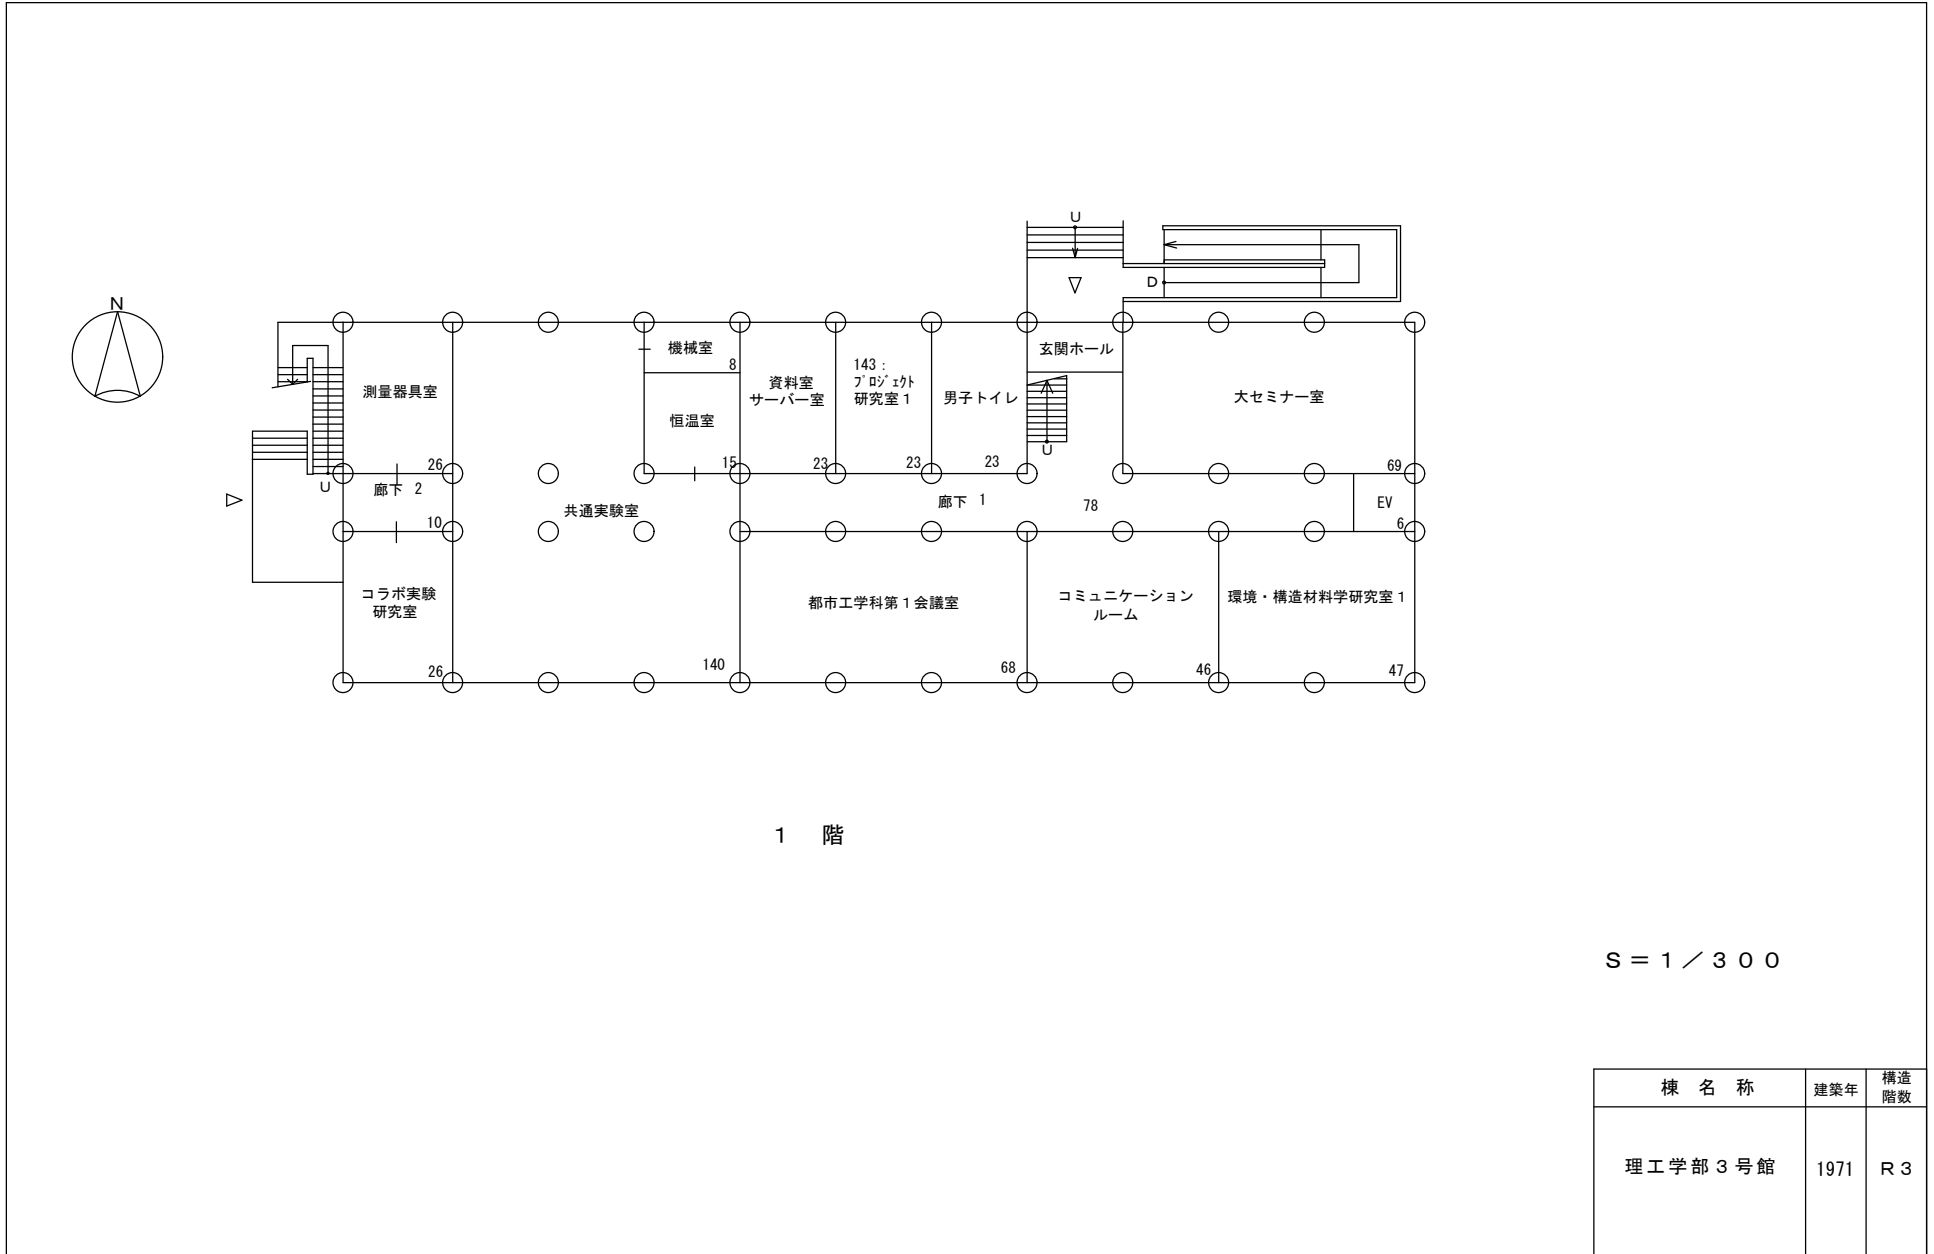 U
D
N
機械室
8
玄関ホール
測量器具室
143：
ﾌﾟﾛｼﾞｪｸﾄ
研究室１
資料室
サーバー室
男子トイレ
大セミナー室
恒温室
U
26
15
23
23
23
69
U
廊下 2
廊下 1
78
EV
共通実験室
10
6
コラボ実験
研究室
都市工学科第１会議室
コミュニケーション
ルーム
環境・構造材料学研究室１
26
140
68
46
47
１ 階
Ｓ＝１／３００
棟 名 称
建築年
構造
階数
理工学部３号館
1971
Ｒ３